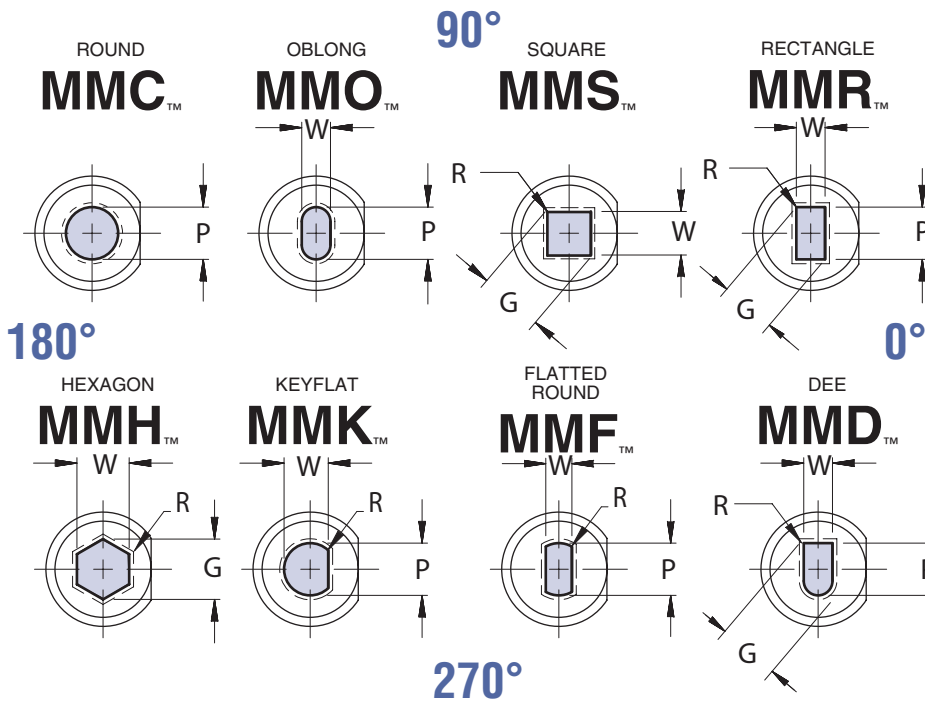 90°
ROUND
MMC™
P
OBLONG
MMO™
W
P
SQUARE
MMS™
R
W
G
RECTANGLE
MMR™
W
R
P
G
180°
0°
HEXAGON
MMH™
W
R
G
KEYFLAT
MMK™
W
R
P
FLATTED
ROUND
MMF™
W
R
P
DEE
MMD™
W
R
G
270°